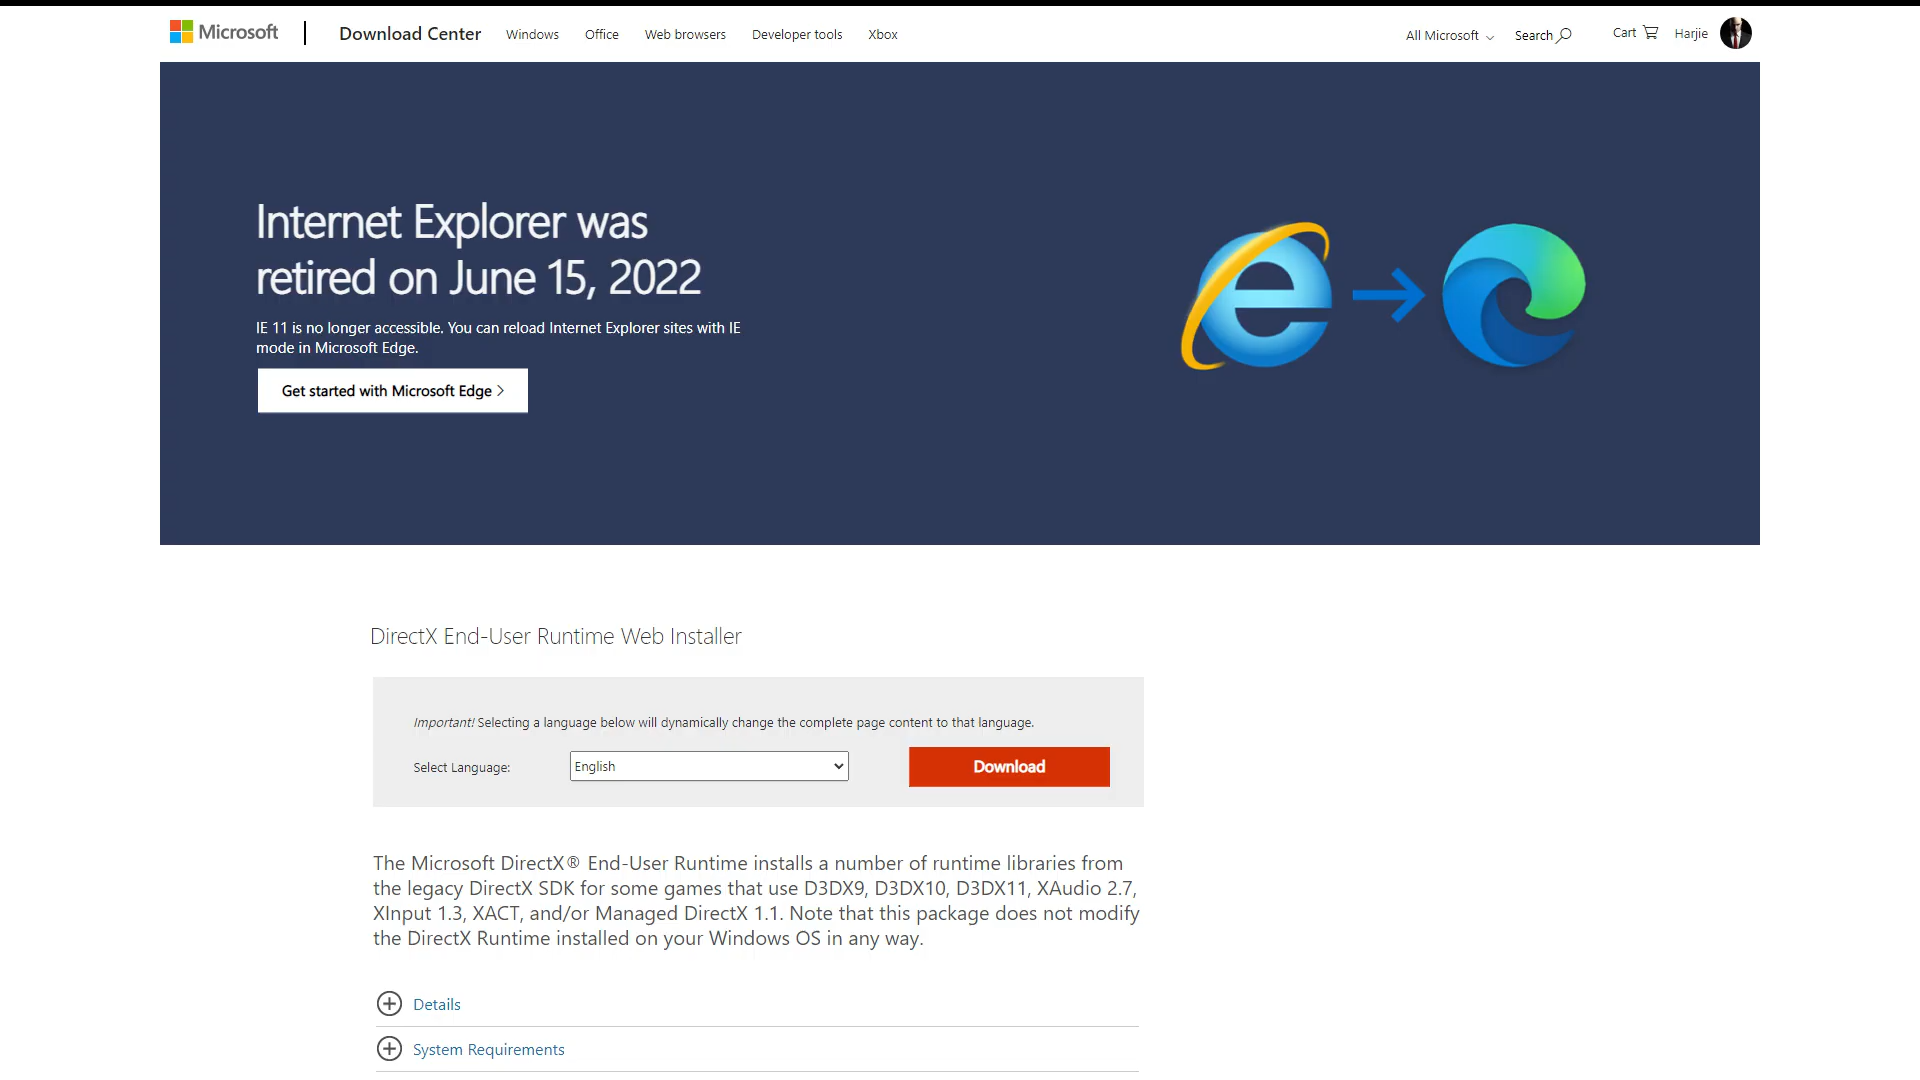 Microsoft
Download Center
Windows
Office
Web browsers
Developer tools
Xbox
All Microsoft
Search
Cart
Harjie
Internet Explorer was
retired on June 15, 2022
IE 11 is no longer accessible. You can reload Internet Explorer sites with IE
mode in Microsoft Edge.
Get started with Microsoft Edge >
DirectX End-User Runtime Web Installer
Important! Selecting a language below will dynamically change the complete page content to that language.
Select Language:
English
Download
The Microsoft DirectX® End-User Runtime installs a number of runtime libraries from
the legacy DirectX SDK for some games that use D3DX9, D3DX10, D3DX11, XAudio 2.7,
XInput 1.3, XACT, and/or Managed DirectX 1.1. Note that this package does not modify
the DirectX Runtime installed on your Windows OS in any way.
Details
System Requirements